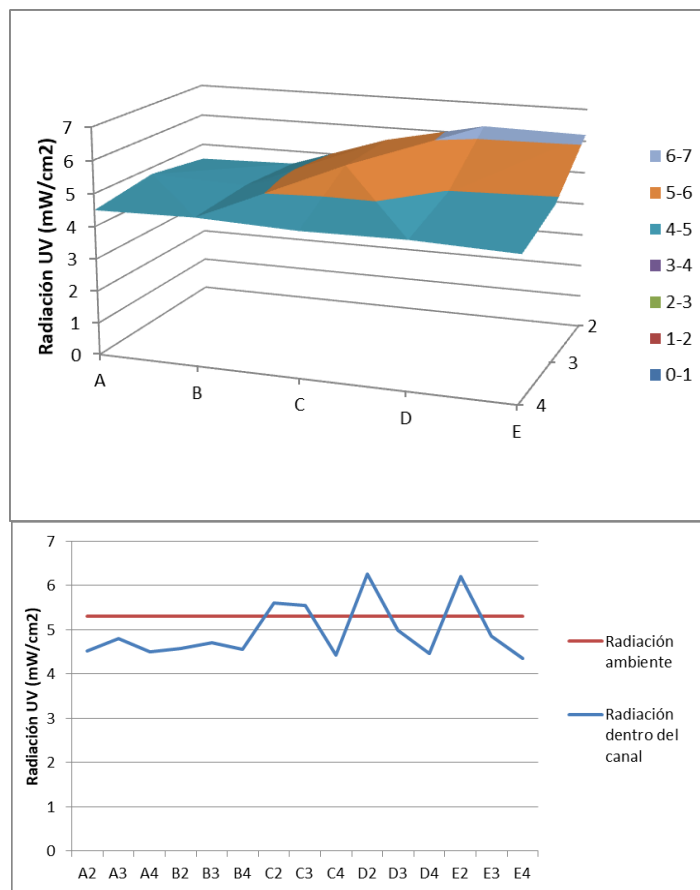 Radiación UV (mW/cm2)
7
6
5
4
3
2
1
0
A
B
C
D
E
2
3
4
6-7
5-6
4-5
3-4
2-3
1-2
0-1
Radiación UV (mW/cm2)
7
6
5
4
3
2
1
0
A2 A3 A4 B2 B3 B4 C2 C3 C4 D2 D3 D4 E2 E3 E4
Radiación
ambiente
Radiación
dentro del
canal